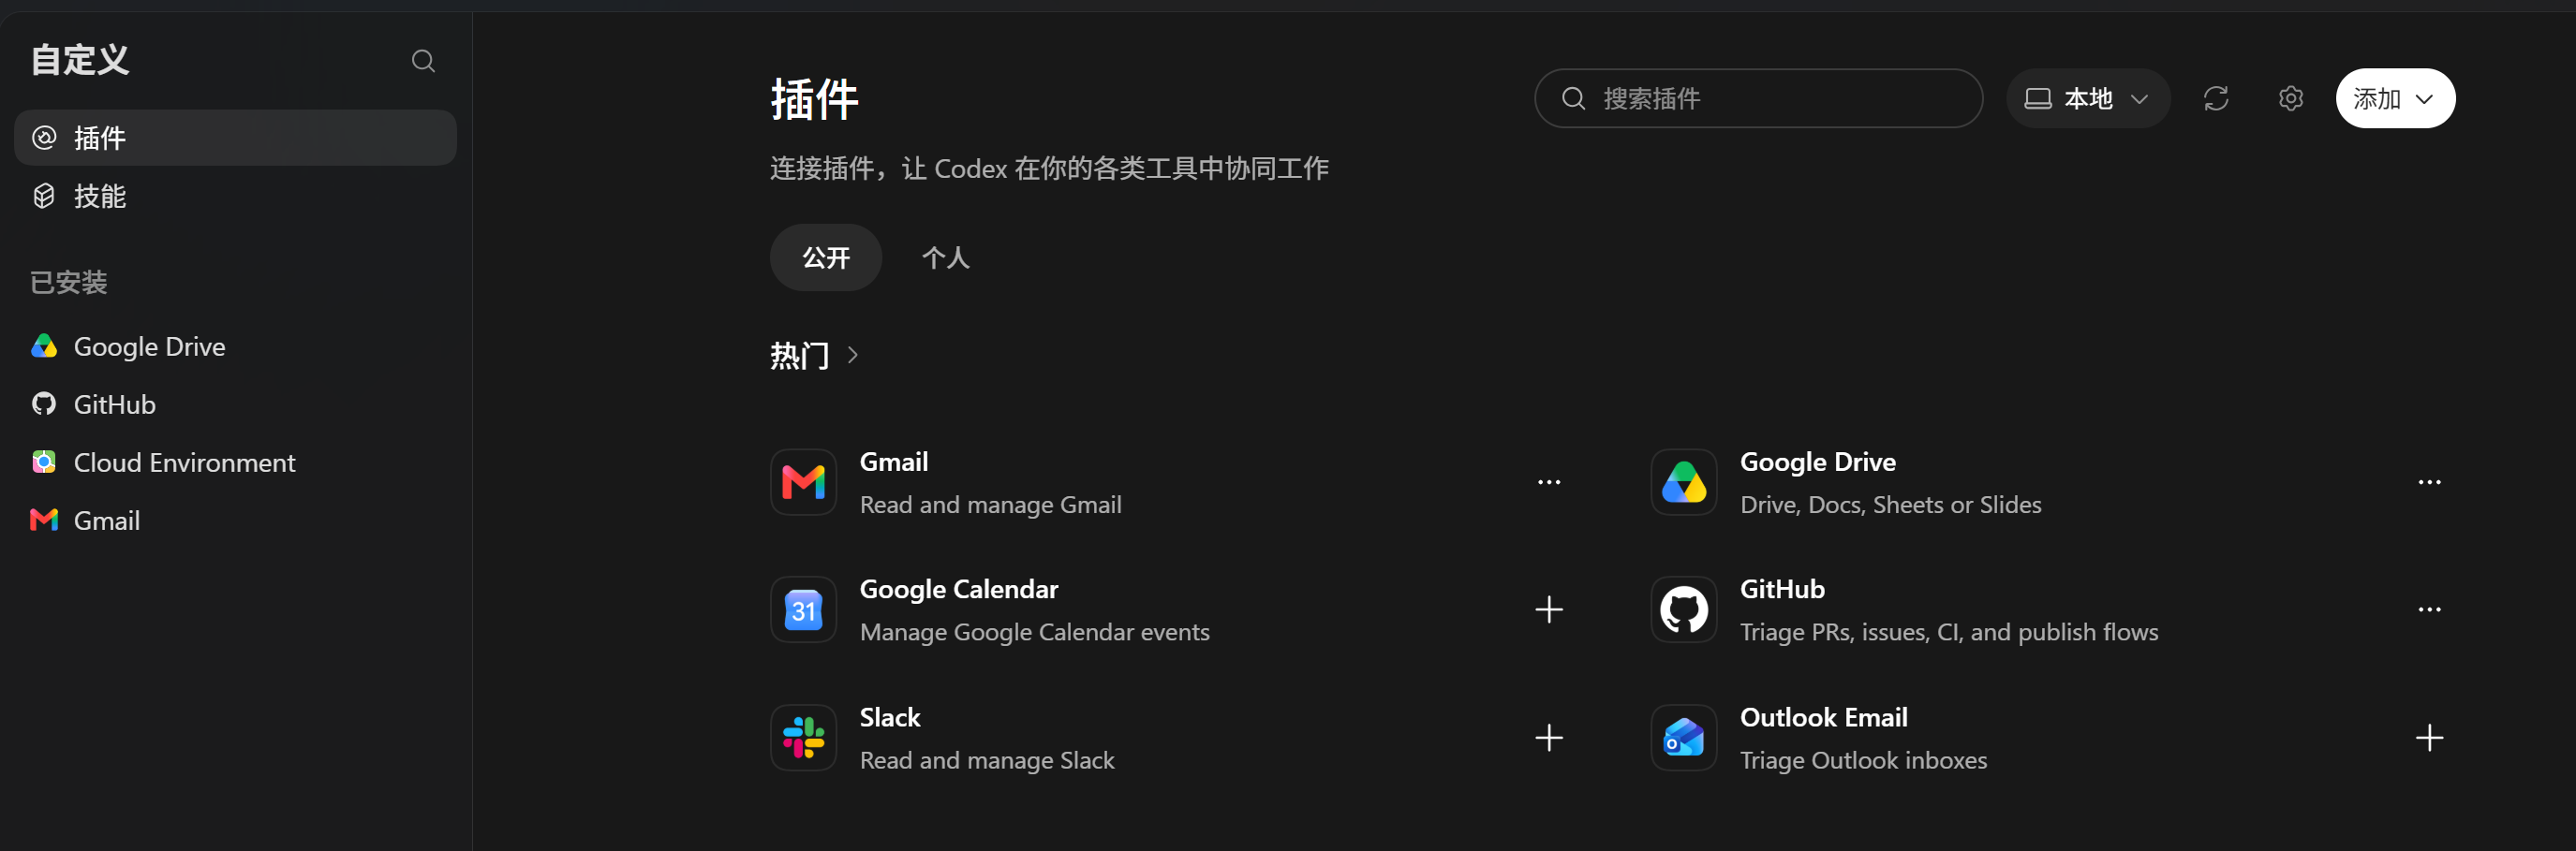 自定义
插件
技能
已安装
Google Drive
GitHub
Cloud Environment
Gmail
插件
搜索插件
本地
添加
连接插件，让 Codex 在你的各类工具中协同工作
公开
个人
热门
Gmail
Read and manage Gmail
Google Drive
Drive, Docs, Sheets or Slides
31
Google Calendar
Manage Google Calendar events
GitHub
Triage PRs, issues, CI, and publish flows
Slack
Read and manage Slack
Outlook Email
Triage Outlook inboxes